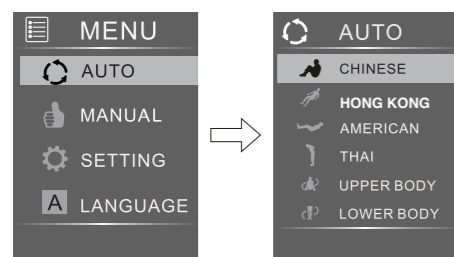 MENU
AUTO
MANUAL
SETTING
A LANGUAGE
AUTO
CHINESE
HONG KONG
AMERICAN
THAI
UPPER BODY
LOWER BODY